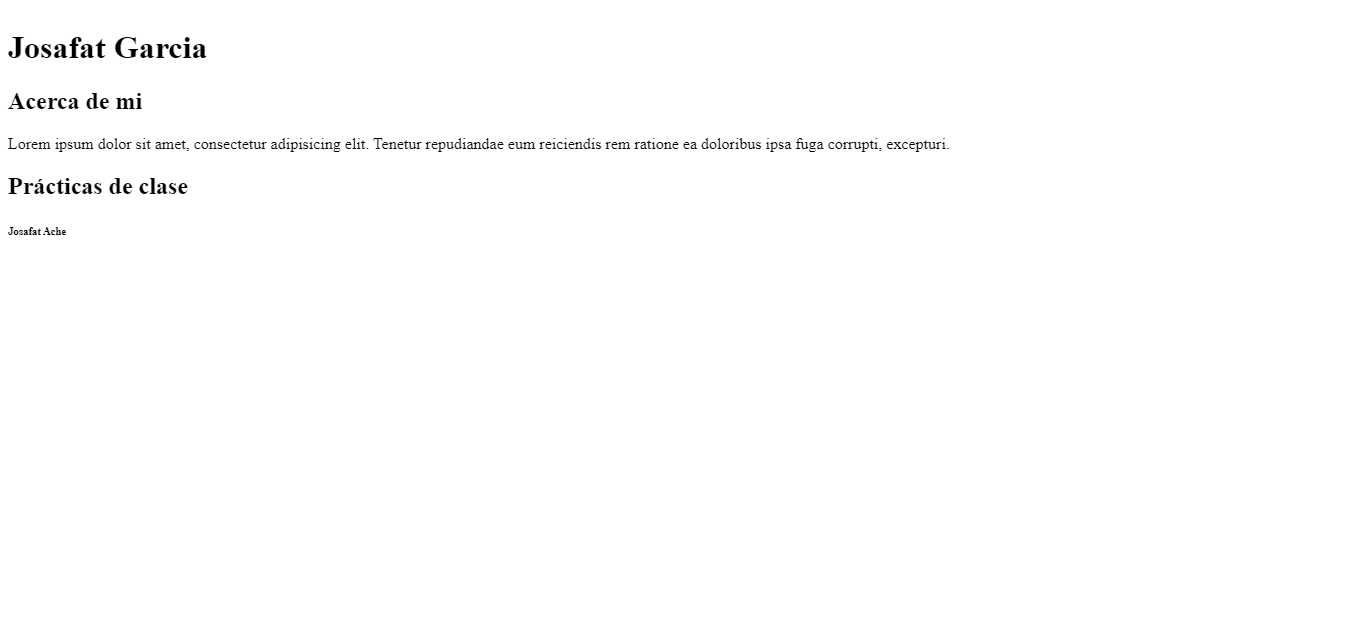 Josafat Garcia
Acerca de mi
Lorem ipsum dolor sit amet, consectetur adipisicing elit. Tenetur repudiandae eum reiciendis rem ratione ea doloribus ipsa fuga corrupti, excepturi.
Prácticas de clase
Josafat Ache